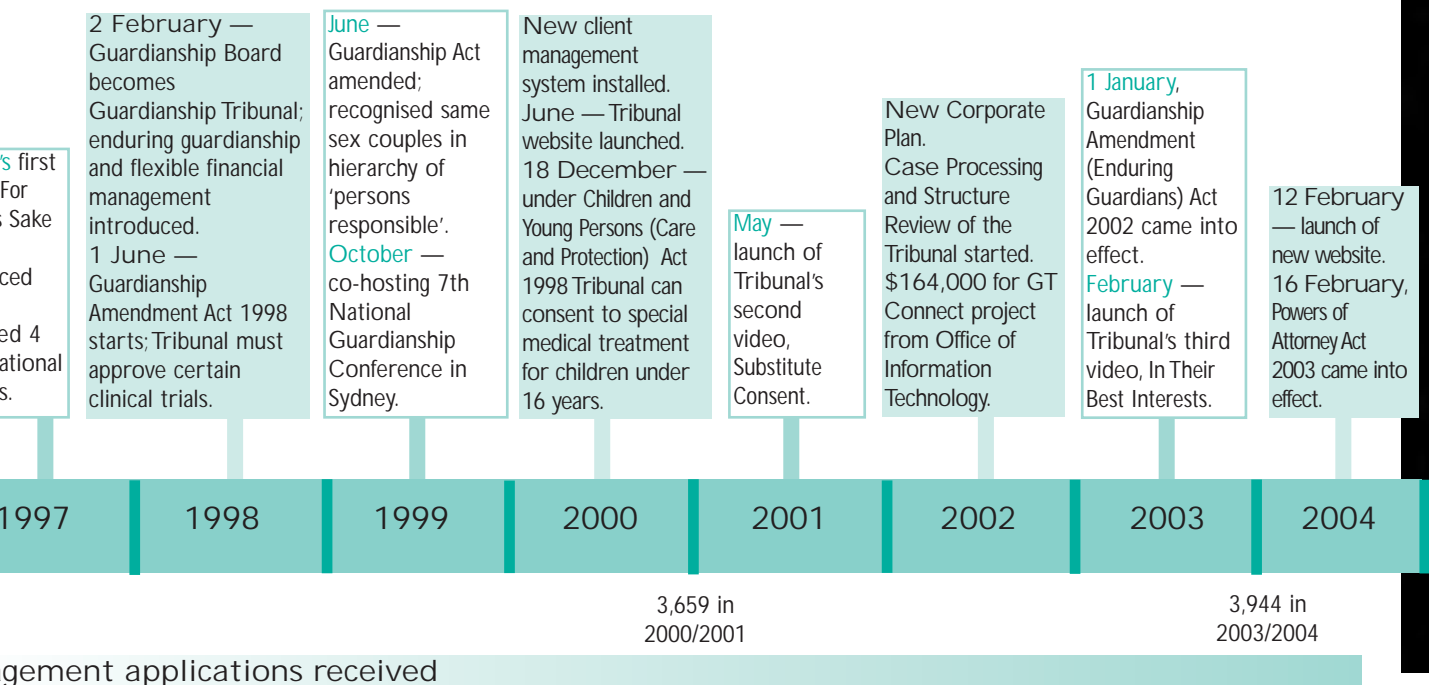 's first
For
s Sake
ced
ed 4
ational
s.
2 February —
Guardianship Board
becomes
Guardianship Tribunal;
enduring guardianship
and flexible financial
management
introduced.
1 June —
Guardianship
Amendment Act 1998
starts; Tribunal must
approve certain
clinical trials.
June —
Guardianship Act
amended;
recognised same
sex couples in
hierarchy of
'persons
responsible'.
October —
co-hosting 7th
National
Guardianship
Conference in
Sydney.
New client
management
system installed.
June — Tribunal
website launched.
18 December —
under Children and
Young Persons (Care
and Protection) Act
1998 Tribunal can
consent to special
medical treatment
for children under
16 years.
May —
launch of
Tribunal's
second
video,
Substitute
Consent.
New Corporate
Plan.
Case Processing
and Structure
Review of the
Tribunal started.
$164,000 for GT
Connect project
from Office of
Information
Technology.
1 January,
Guardianship
Amendment
(Enduring
Guardians) Act
2002 came into
effect.
February —
launch of
Tribunal's third
video, In Their
Best Interests.
12 February
— launch of
new website.
16 February,
Powers of
Attorney Act
2003 came into
effect.
1997 1998 1999 2000 2001 2002 2003 2004
3,659 in
2000/2001
3,944 in
2003/2004
gement applications received